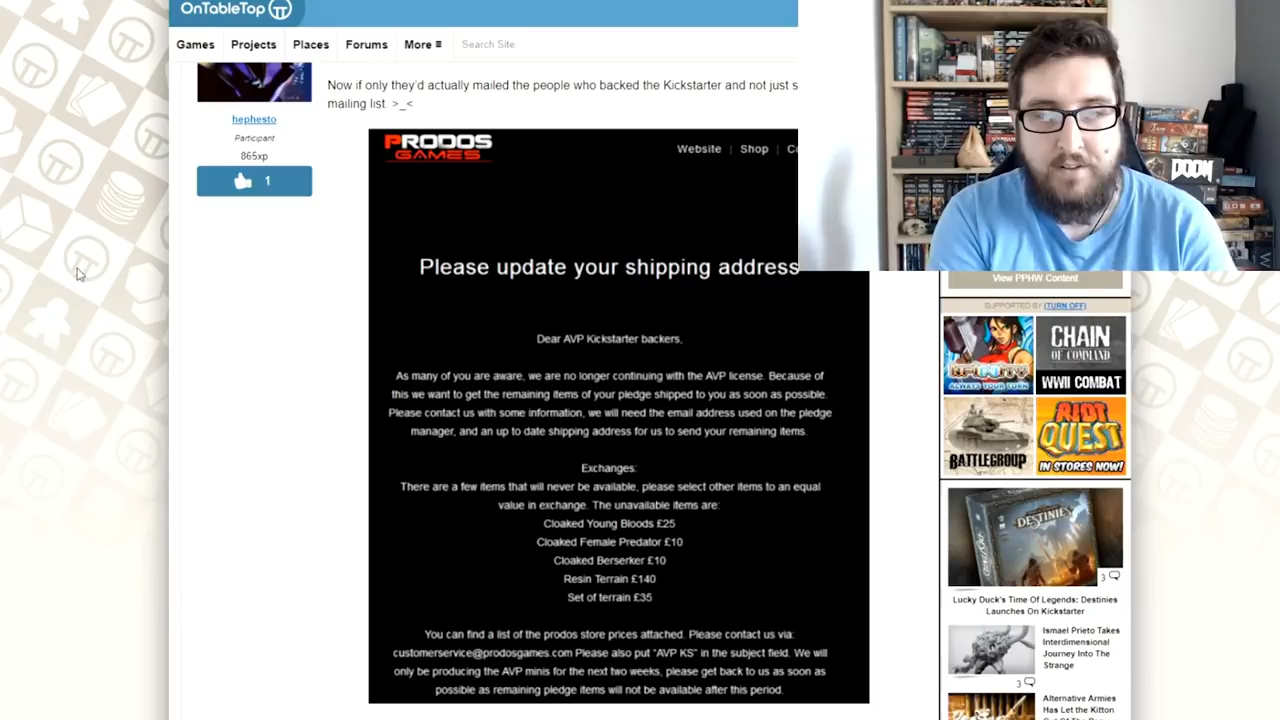 OnTableTop
Games Projects Places Forums More ≡ Search Site
Now if only they'd actually mailed the people who backed the Kickstarter and not just s
mailing list >_<
hephesto
Participant
865xp
1
PRODOS
GAMES
Website | Shop | Co
Please update your shipping address
Dear AVP Kickstarter backers,
As many of you are aware, we are no longer continuing with the AVP license. Because of
this we want to get the remaining items of your pledge shipped to you as soon as possible.
Please contact us with some information, we will need the email address used on the pledge
manager, and an up to date shipping address for us to send your remaining items.
Exchanges:
There are a few items that will never be available, please select other items to an equal
value in exchange. The unavailable items are:
Cloaked Young Bloods £25
Cloaked Female Predator £10
Cloaked Berserker £10
Resin Terrain £140
Set of terrain £35
You can find a list of the prodos store prices attached. Please contact us via:
customerservice@prodosgames.com Please also put "AVP KS" in the subject field. We will
only be producing the AVP minis for the next two weeks, please get back to us as soon as
possible as remaining pledge items will not be available after this period.
DOOM
View PPHW Content
SUPPORTED BY (TURN OFF)
INFINITY
ALWAYS YOUR TURN
CHAIN
OF COMMAND
WWII COMBAT
BATTLEGROUP
RIOT
QUEST
IN STORES NOW!
DESTINIES
3
Lucky Duck's Time Of Legends: Destinies
Launches On Kickstarter
Ismael Prieto Takes
Interdimensional
Journey Into The
Strange
3
Alternative Armies
Has Let the Kitton